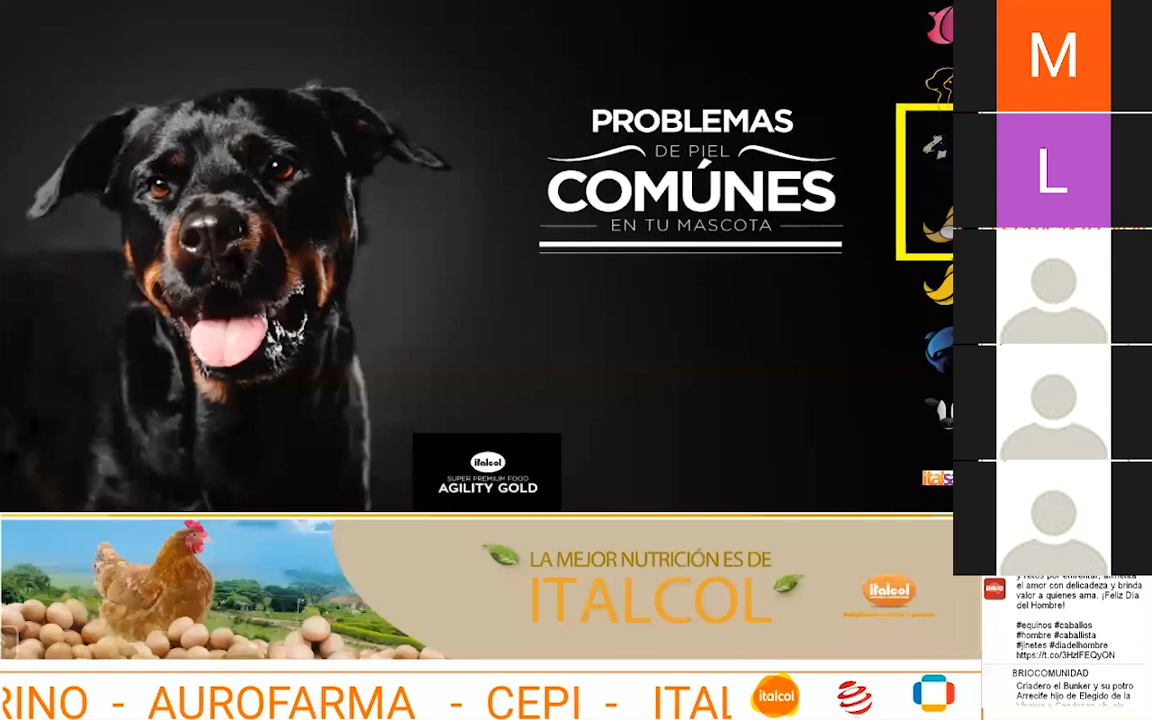 PROBLEMAS
DE PIEL
COMÚNES
EN TU MASCOTA
italcol
SUPER PREMIUM FOOD
AGILITY GOLD
M
L
LA MEJOR NUTRICIÓN ES DE
ITALCOL
italcol
RINO - AUROFARMA - CEPI - ITAL
italcol
y retos por enfrentar, alimenta
el amor con delicadeza y brinda
valor a quienes ama. ¡Feliz Día
del Hombre!
#equinos #caballos
#hombre #caballista
#jinetes #diadelhombre
https://t.co/3HzlFEQyON
BRIOCOMUNIDAD
Criadero el Bunker y su potro
Arrecife hijo de Elegido de la